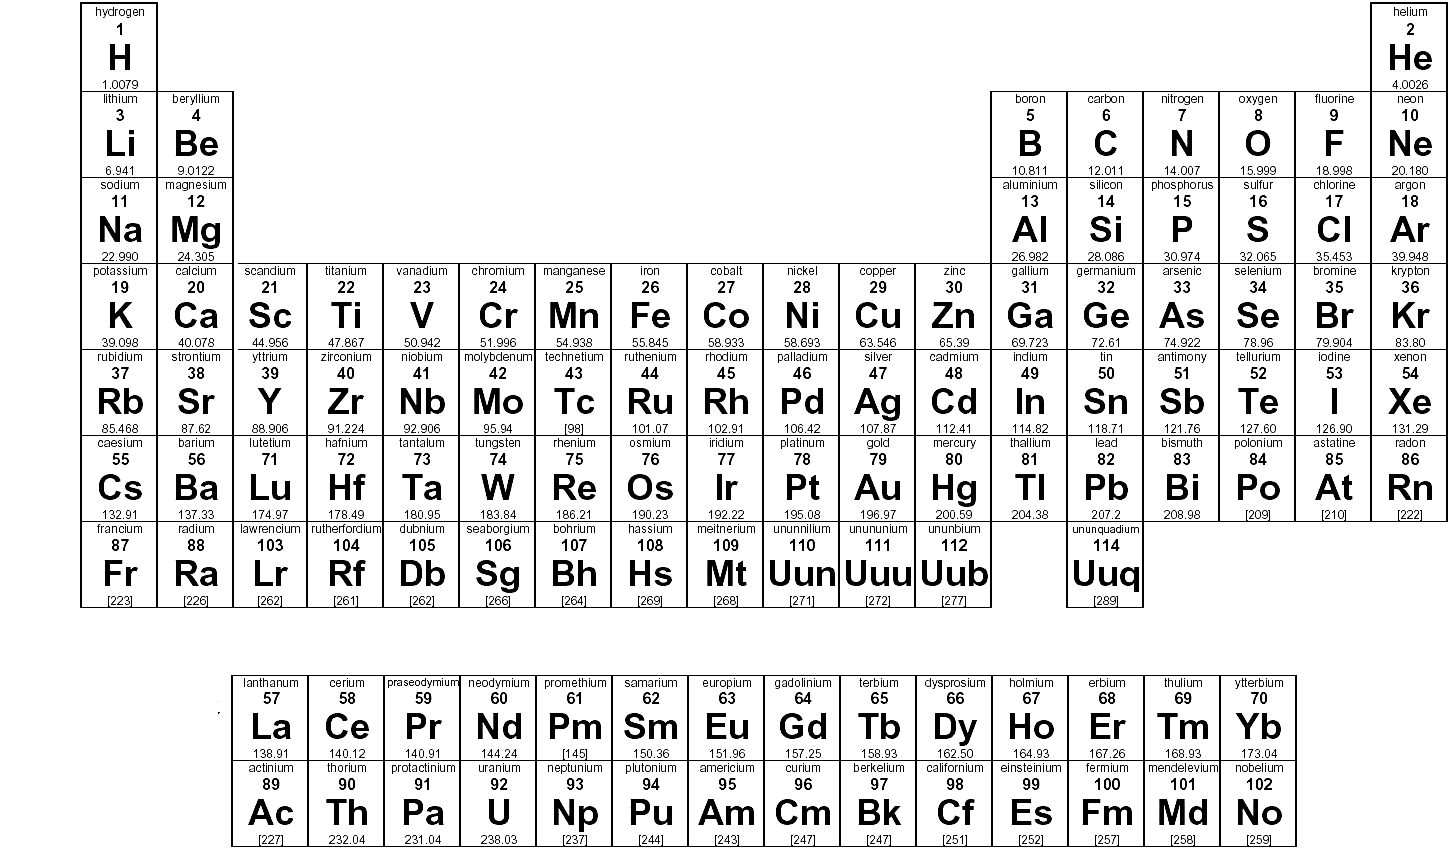 hydrogen helium
1 2
H He
1.0079 4.0026
lithium beryllium boron carbon nitrogen oxygen fluorine neon
3 4 5 6 7 8 9 10
Li Be B C N O F Ne
6.941 9.0122 10.811 12.011 14.007 15.999 18.998 20.180
sodium magnesium aluminium silicon phosphorus sulfur chlorine argon
11 12 13 14 15 16 17 18
Na Mg Al Si P S Cl Ar
22.990 24.305 26.982 28.086 30.974 32.065 35.453 39.948
potassium calcium scandium titanium vanadium chromium manganese iron cobalt nickel copper zinc gallium germanium arsenic selenium bromine krypton
19 20 21 22 23 24 25 26 27 28 29 30 31 32 33 34 35 36
K Ca Sc Ti V Cr Mn Fe Co Ni Cu Zn Ga Ge As Se Br Kr
39.098 40.078 44.956 47.867 50.942 51.996 54.938 55.845 58.933 58.693 63.546 65.39 69.723 72.61 74.922 78.96 79.904 83.80
rubidium strontium yttrium zirconium niobium molybdenum technetium ruthenium rhodium palladium silver cadmium indium tin antimony tellurium iodine xenon
37 38 39 40 41 42 43 44 45 46 47 48 49 50 51 52 53 54
Rb Sr Y Zr Nb Mo Tc Ru Rh Pd Ag Cd In Sn Sb Te I Xe
85.468 87.62 88.906 91.224 92.906 95.94 [98] 101.07 102.91 106.42 107.87 112.41 114.82 118.71 121.76 127.60 126.90 131.29
caesium barium lutetium hafnium tantalum tungsten rhenium osmium iridium platinum gold mercury thallium lead bismuth polonium astatine radon
55 56 71 72 73 74 75 76 77 78 79 80 81 82 83 84 85 86
Cs Ba Lu Hf Ta W Re Os Ir Pt Au Hg Tl Pb Bi Po At Rn
132.91 137.33 174.97 178.49 180.95 183.84 186.21 190.23 192.22 195.08 196.97 200.59 204.38 207.2 208.98 [209] [210] [222]
francium radium lawrencium rutherfordium dubnium seaborgium bohrium hassium meitnerium ununnilium unununium ununbium ununquadium
87 88 103 104 105 106 107 108 109 110 111 112 114
Fr Ra Lr Rf Db Sg Bh Hs Mt Uun Uuu Uub Uuq
[223] [226] [262] [261] [262] [266] [264] [269] [268] [271] [272] [277] [289]
lanthanum cerium praseodymium neodymium promethium samarium europium gadolinium terbium dysprosium holmium erbium thulium ytterbium
57 58 59 60 61 62 63 64 65 66 67 68 69 70
La Ce Pr Nd Pm Sm Eu Gd Tb Dy Ho Er Tm Yb
138.91 140.12 140.91 144.24 [145] 150.36 151.96 157.25 158.93 162.50 164.93 167.26 168.93 173.04
actinium thorium protactinium uranium neptunium plutonium americium curium berkelium californium einsteinium fermium mendelevium nobelium
89 90 91 92 93 94 95 96 97 98 99 100 101 102
Ac Th Pa U Np Pu Am Cm Bk Cf Es Fm Md No
[227] 232.04 231.04 238.03 [237] [244] [243] [247] [247] [251] [252] [257] [258] [259]